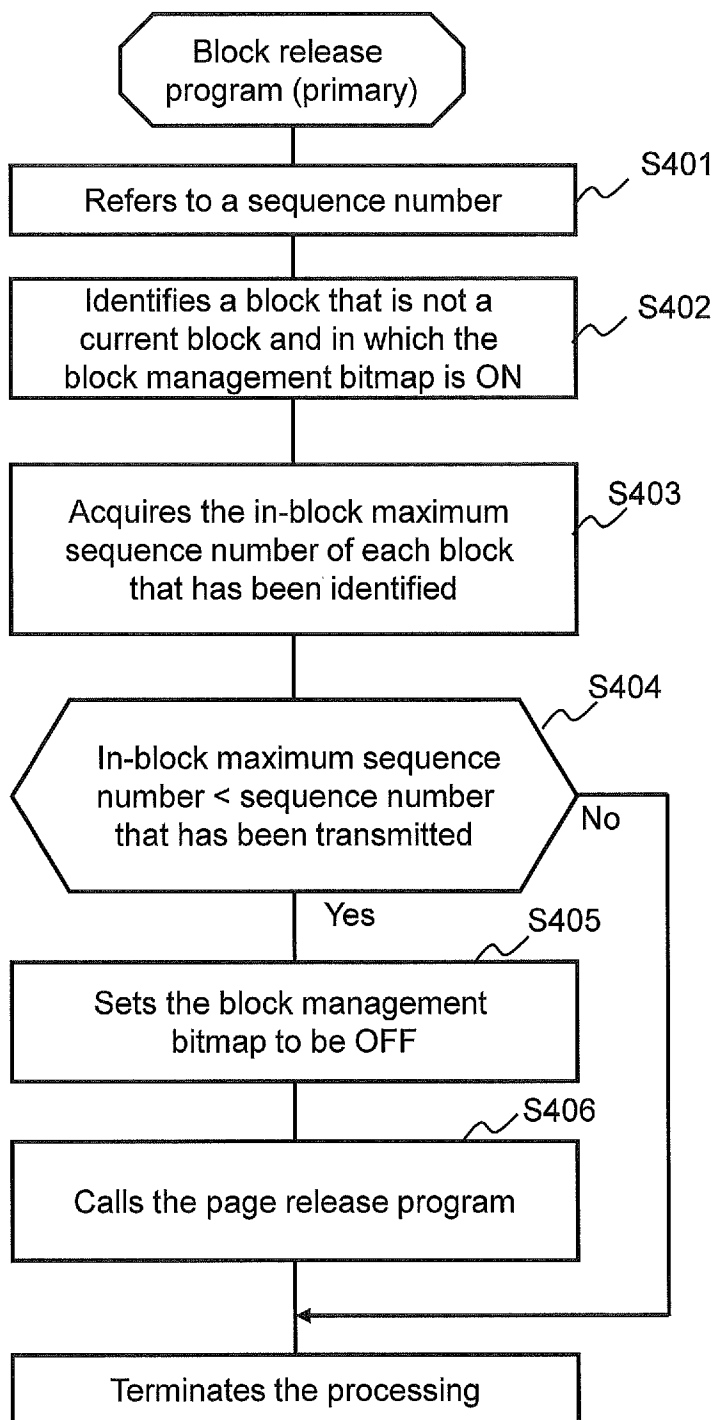 Block release
program (primary)
S401
Refers to a sequence number
S402
Identifies a block that is not a
current block and in which the
block management bitmap is ON
S403
Acquires the in-block maximum
sequence number of each block
that has been identified
S404
In-block maximum sequence
number < sequence number
that has been transmitted
No
Yes
S405
Sets the block management
bitmap to be OFF
S406
Calls the page release program
Terminates the processing